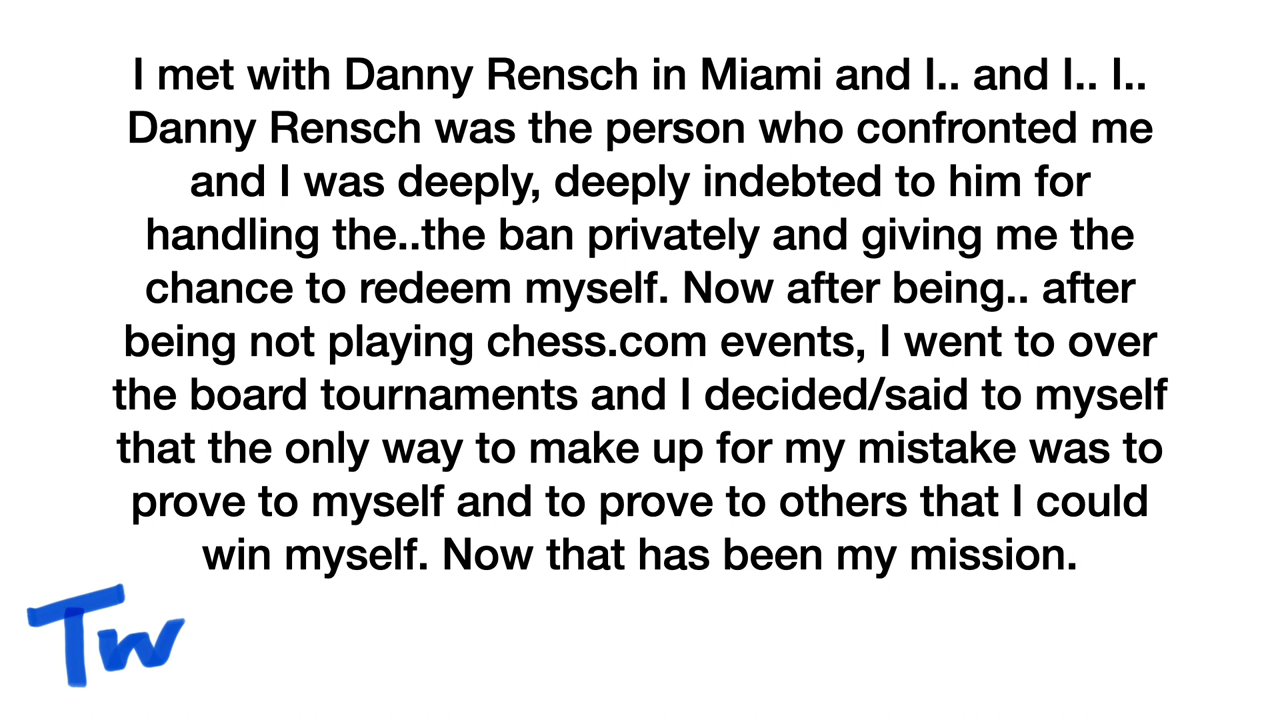 I met with Danny Rensch in Miami and I.. and I.. I..
Danny Rensch was the person who confronted me
and I was deeply, deeply indebted to him for
handling the..the ban privately and giving me the
chance to redeem myself. Now after being.. after
being not playing chess.com events, I went to over
the board tournaments and I decided/said to myself
that the only way to make up for my mistake was to
prove to myself and to prove to others that I could
win myself. Now that has been my mission.
Tw